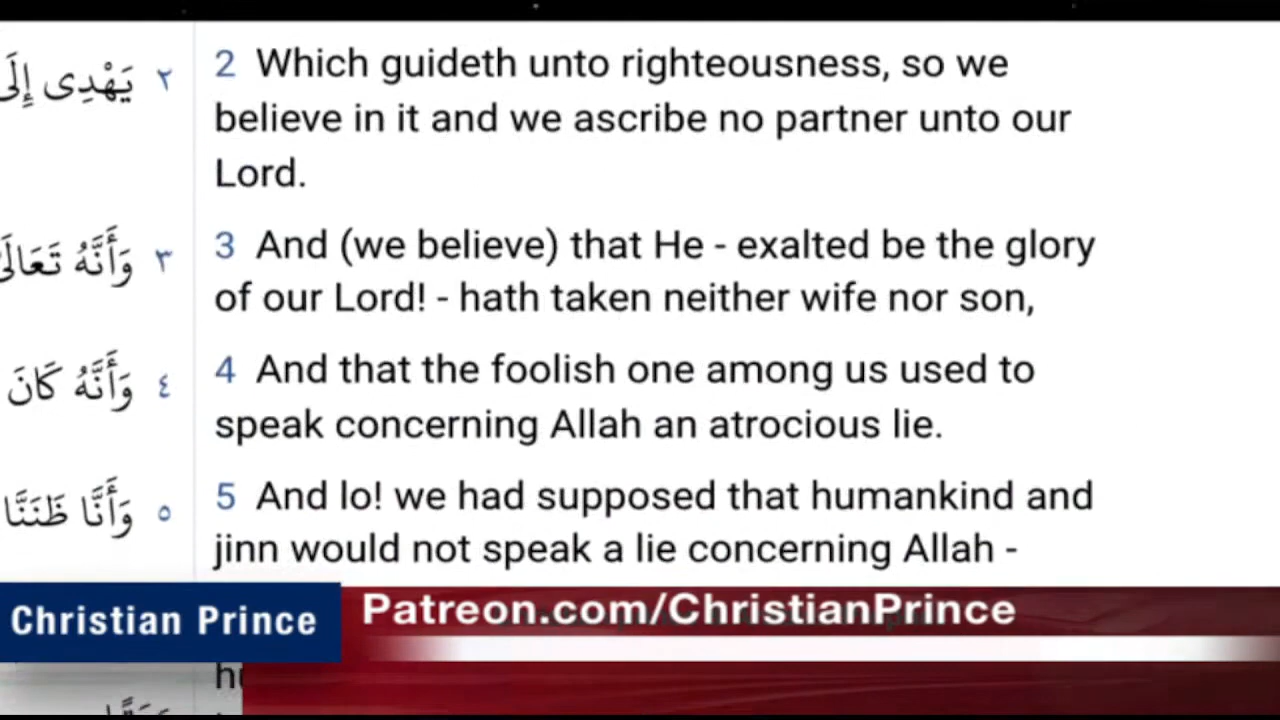 2 Which guideth unto righteousness, so we
believe in it and we ascribe no partner unto our
Lord.
٢ يَهْدِى إِلَى
3 And (we believe) that He - exalted be the glory
of our Lord! - hath taken neither wife nor son,
٣ وَأَنَّهُ تَعَالَى
4 And that the foolish one among us used to
speak concerning Allah an atrocious lie.
٤ وَأَنَّهُ كَانَ
5 And lo! we had supposed that humankind and
jinn would not speak a lie concerning Allah -
٥ وَأَنَّا ظَنَنَّا
Christian Prince
Patreon.com/ChristianPrince